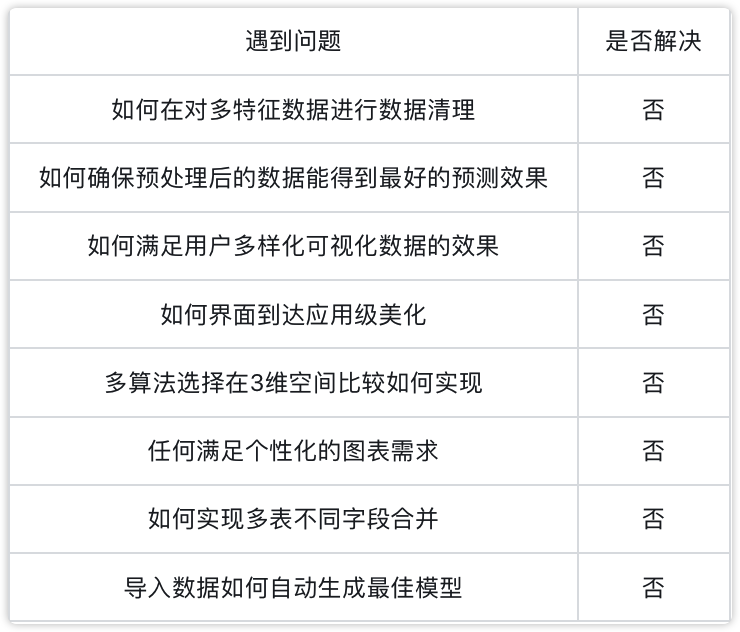 遇到问题 是否解决
如何在对多特征数据进行数据清理 否
如何确保预处理后的数据能得到最好的预测效果 否
如何满足用户多样化可视化数据的效果 否
如何界面到达应用级美化 否
多算法选择在3维空间比较如何实现 否
任何满足个性化的图表需求 否
如何实现多表不同字段合并 否
导入数据如何自动生成最佳模型 否